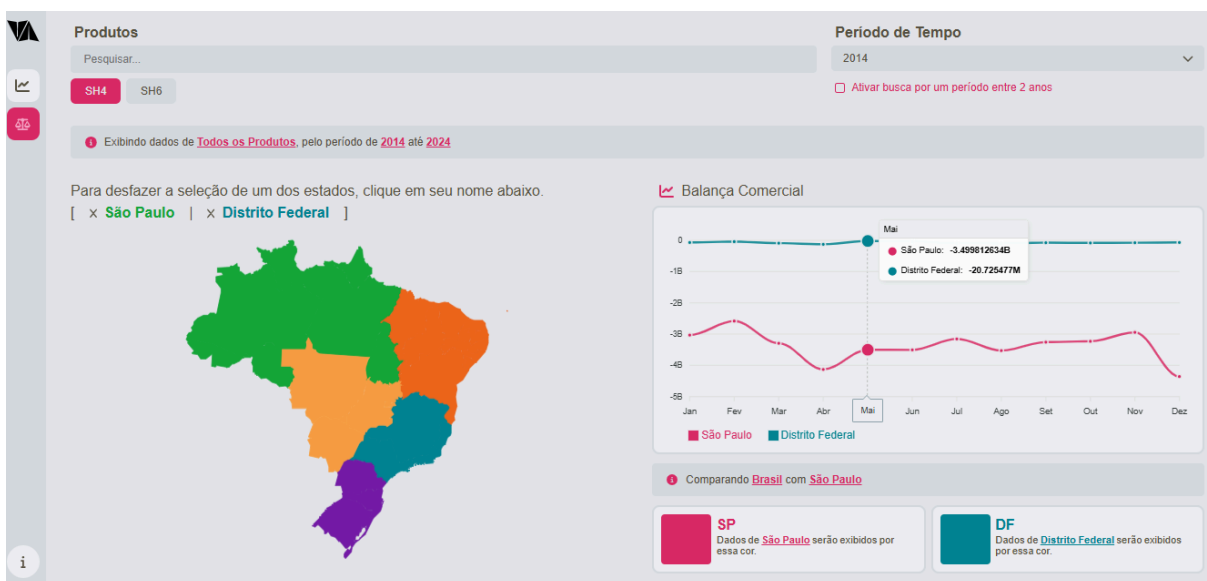 Produtos
Pesquisar...
SH4
SH6
Período de Tempo
2014
Ativar busca por um período entre 2 anos
Exibindo dados de Todos os Produtos, pelo período de 2014 até 2024
Para desfazer a seleção de um dos estados, clique em seu nome abaixo.
[ x São Paulo | x Distrito Federal ]
Balança Comercial
0
-1B
-2B
-3B
-4B
-5B
Mai
São Paulo: -3.499812634B
Distrito Federal: -20.725477M
Jan Fev Mar Abr Mai Jun Jul Ago Set Out Nov Dez
São Paulo Distrito Federal
Comparando Brasil com São Paulo
SP
Dados de São Paulo serão exibidos por
essa cor.
DF
Dados de Distrito Federal serão exibidos
por essa cor.
i